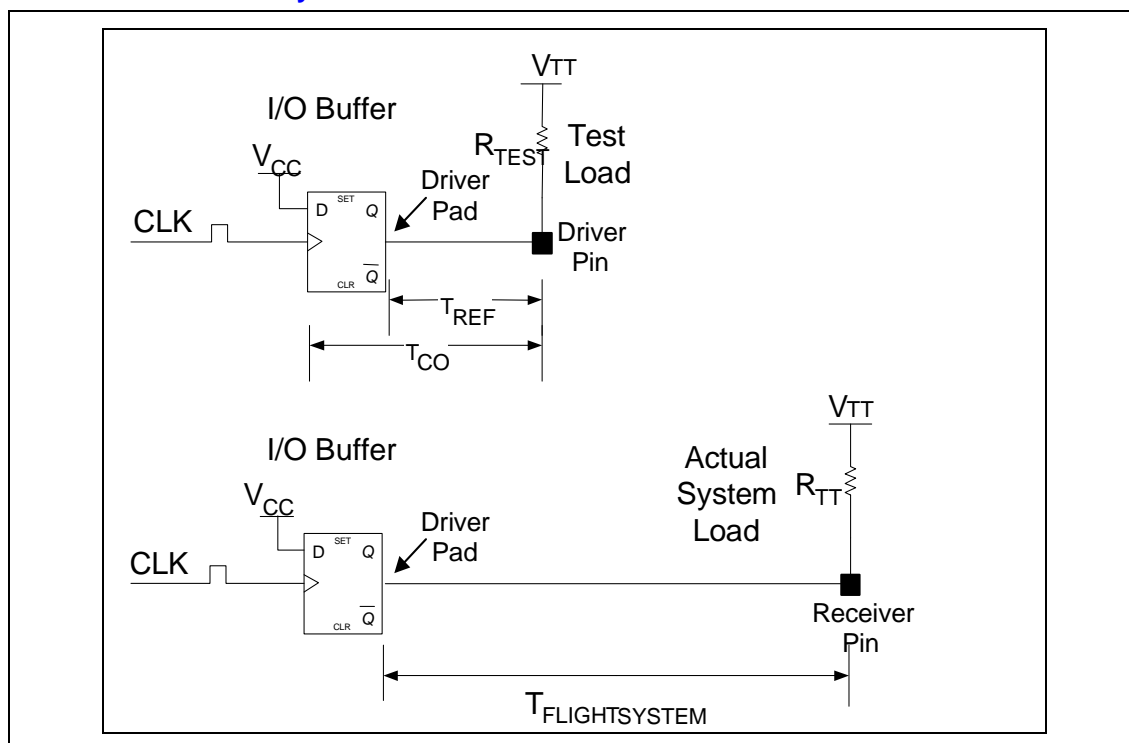 VTT
I/O Buffer
RTEST
Test
Load
VCC
Driver
Pad
SET
D
Q
CLK
Driver
Pin
Q
CLR
TREF
TCO
VTT
I/O Buffer
Actual
System
Load
RTT
VCC
Driver
Pad
SET
D
Q
CLK
Q
CLR
Receiver
Pin
TFLIGHTSYSTEM